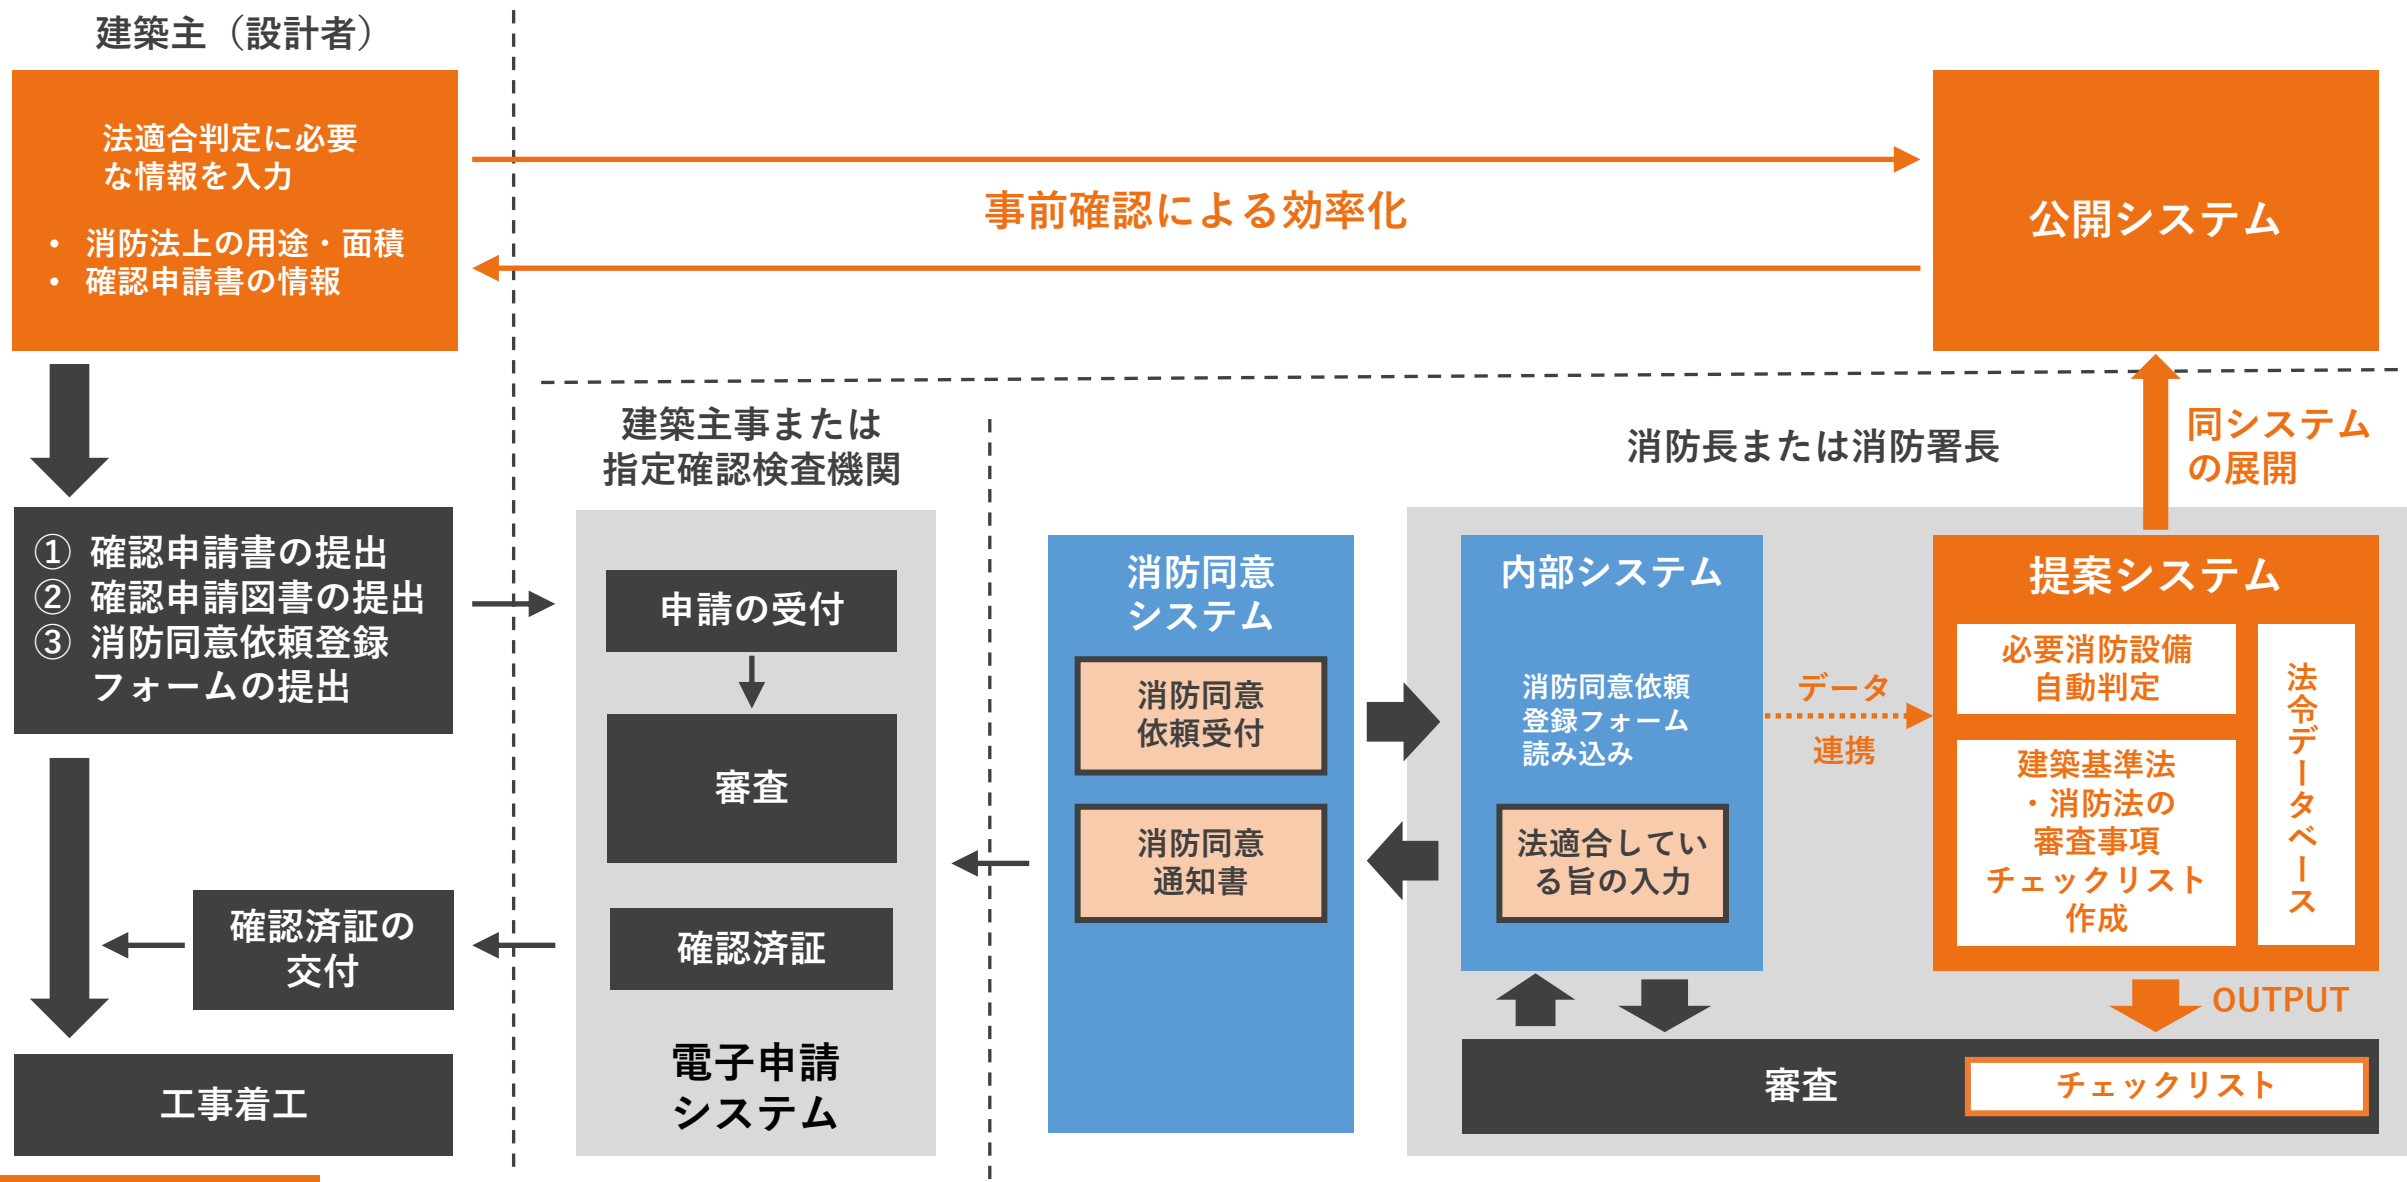 建築主（設計者）
法適合判定に必要
な情報を入力
• 消防法上の用途・面積
• 確認申請書の情報
事前確認による効率化
公開システム
① 確認申請書の提出
② 確認申請図書の提出
③ 消防同意依頼登録
フォームの提出
確認済証の
交付
工事着工
建築主事または
指定確認検査機関
申請の受付
審査
確認済証
電子申請
システム
消防長または消防署長
同システム
の展開
消防同意
システム
消防同意
依頼受付
消防同意
通知書
内部システム
消防同意依頼
登録フォーム
読み込み
法適合してい
る旨の入力
データ
連携
提案システム
必要消防設備
自動判定
建築基準法
・消防法の
審査事項
チェックリスト
作成
法令データベース
OUTPUT
審査
チェックリスト